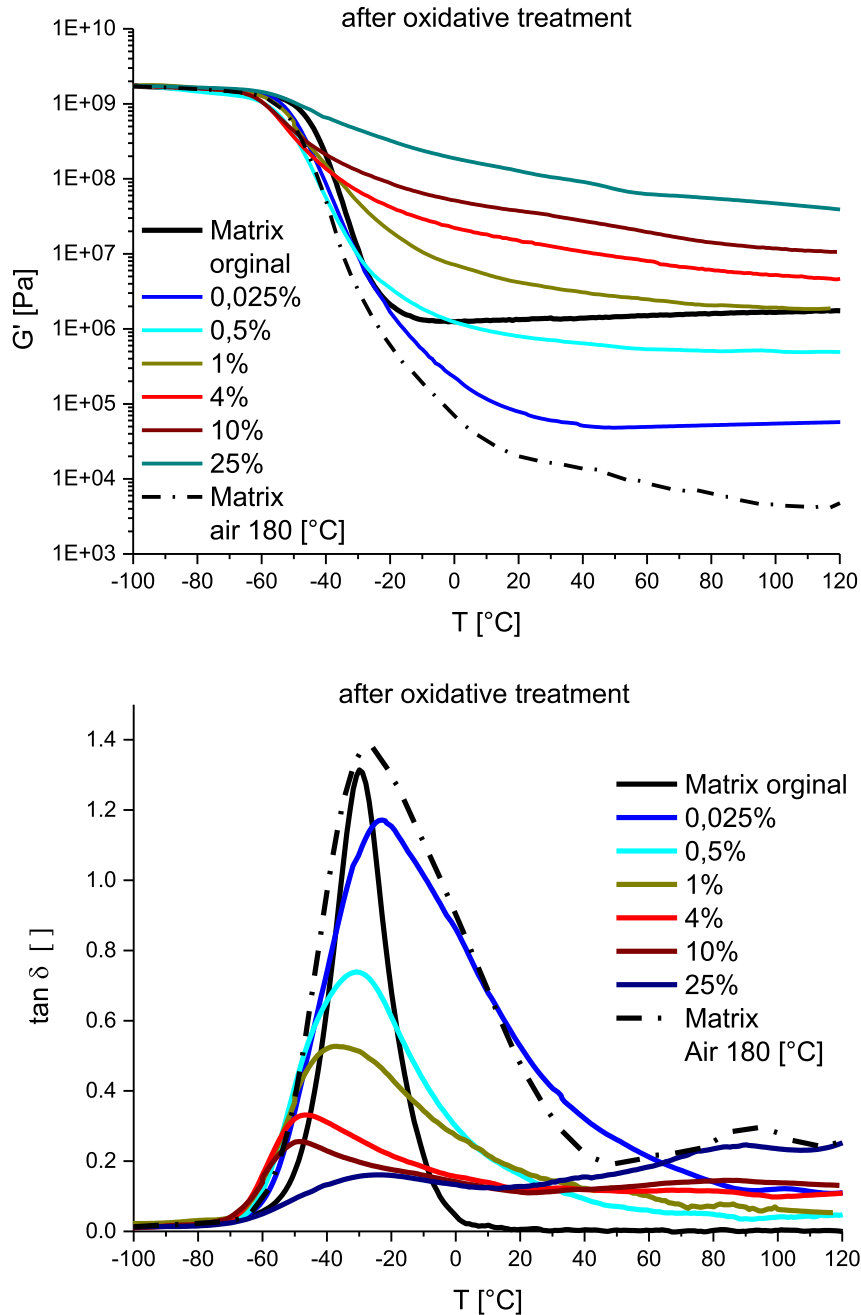 after oxidative treatment
1E+10
1E+09
1E+08
1E+07
1E+06
1E+05
1E+04
1E+03
G' [Pa]
Matrix
orginal
0,025%
0,5%
1%
4%
10%
25%
Matrix
air 180 [°C]
-100 -80 -60 -40 -20 0 20 40 60 80 100 120
T [°C]
after oxidative treatment
1.4
1.2
1.0
0.8
0.6
0.4
0.2
0.0
tan δ [ ]
Matrix orginal
0,025%
0,5%
1%
4%
10%
25%
Matrix
Air 180 [°C]
-100 -80 -60 -40 -20 0 20 40 60 80 100 120
T [°C]